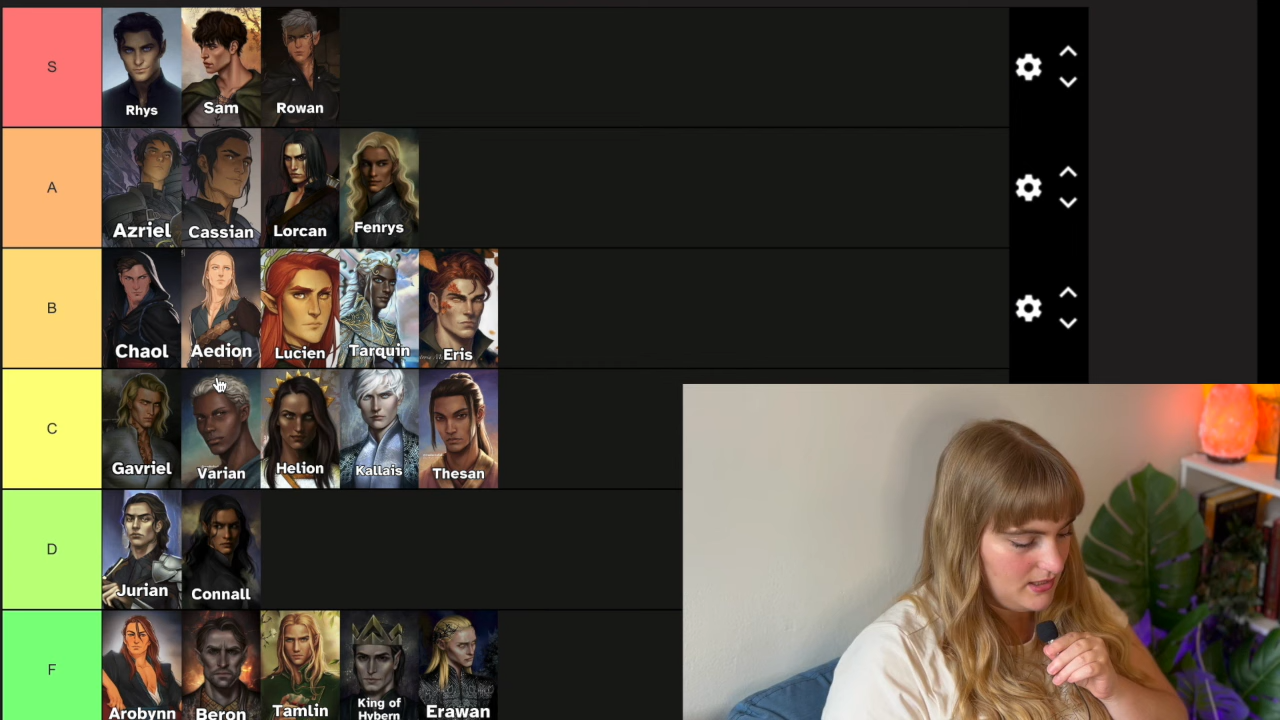 S
Rhys
Sam
Rowan
A
Azriel
Cassian
Lorcan
Fenrys
B
Chaol
Aedion
Lucien
Tarquin
Eris
C
Gavriel
Varian
Helion
Kallais
Thesan
D
Jurian
Connall
F
Arobynn
Beron
Tamlin
King of
Hybern
Erawan